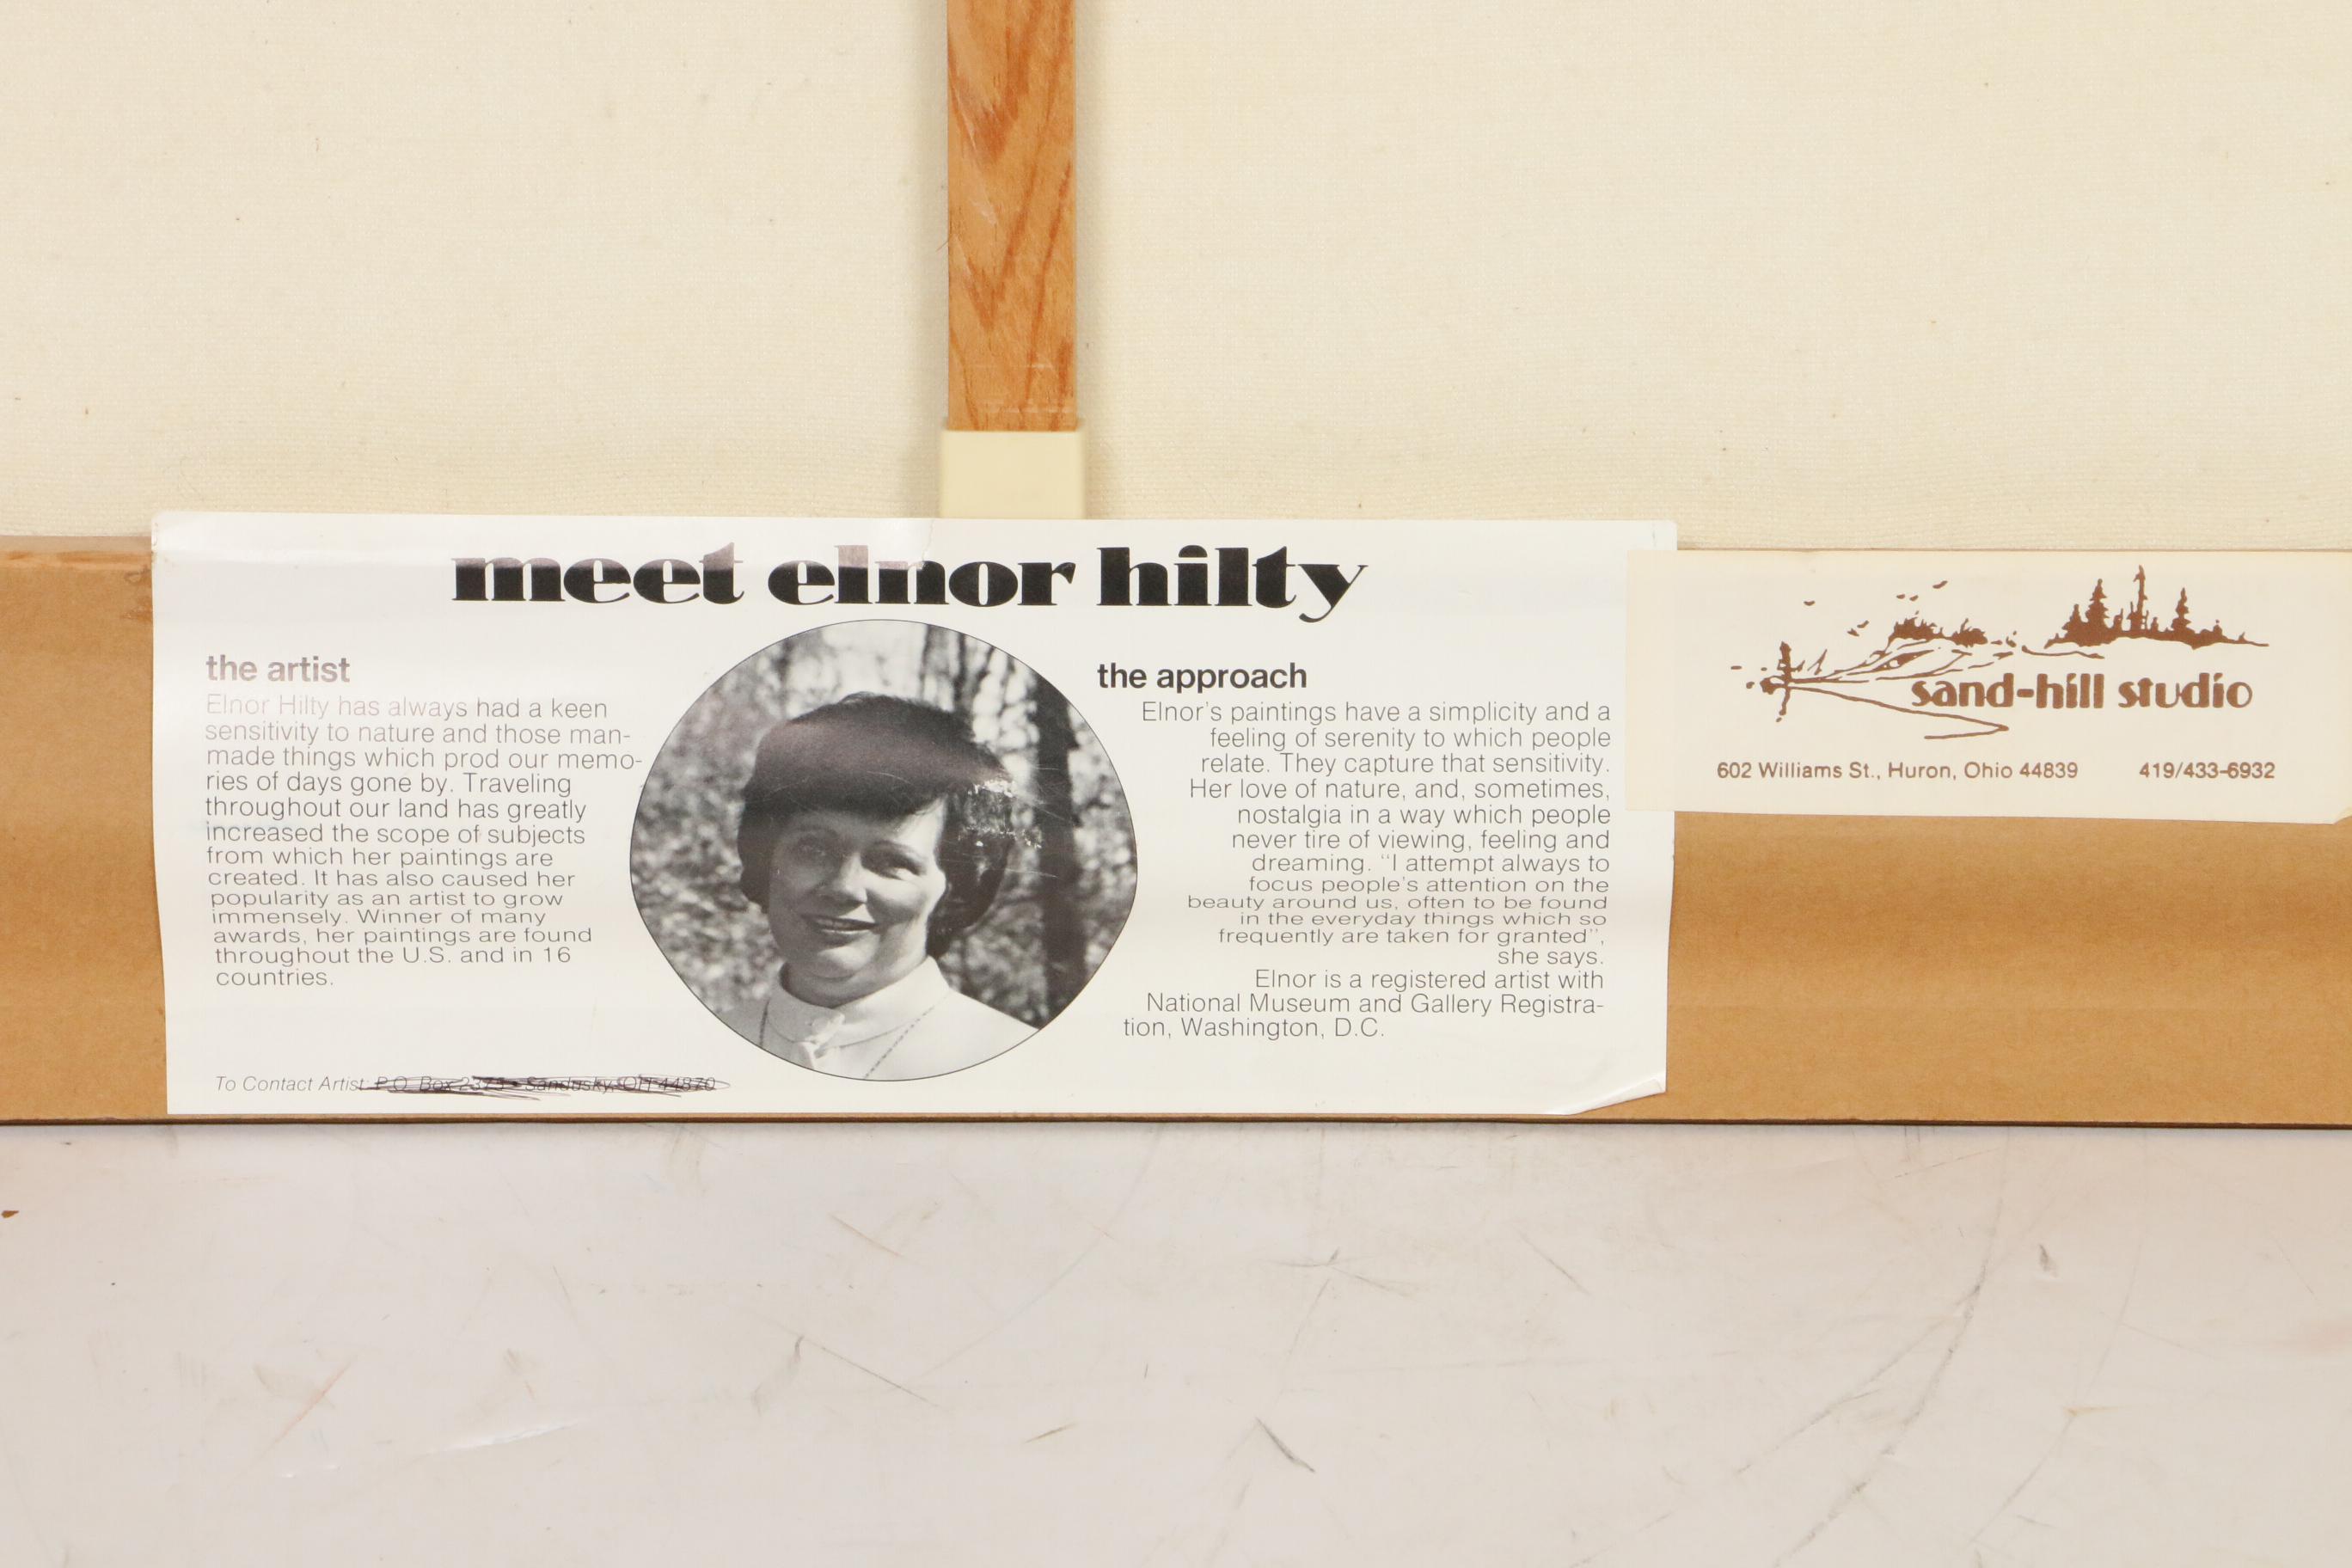 meet elnor hilty
the artist
Elnor Hilty has always had a keen
sensitivity to nature and those man-
made things which prod our memo-
ries of days gone by. Traveling
throughout our land has greatly
increased the scope of subjects
from which her paintings are
created. It has also caused her
popularity as an artist to grow
immensely. Winner of many
awards, her paintings are found
throughout the U.S. and in 16
countries.
To Contact Artist: P.O. Box 2375 • Sandusky, OH 44870
the approach
Elnor's paintings have a simplicity and a
feeling of serenity to which people
relate. They capture that sensitivity.
Her love of nature, and, sometimes,
nostalgia in a way which people
never tire of viewing, feeling and
dreaming. "I attempt always to
focus people's attention on the
beauty around us, often to be found
in the everyday things which so
frequently are taken for granted",
she says.
Elnor is a registered artist with
National Museum and Gallery Registra-
tion, Washington, D.C.
sand-hill studio
602 Williams St., Huron, Ohio 44839 419/433-6932